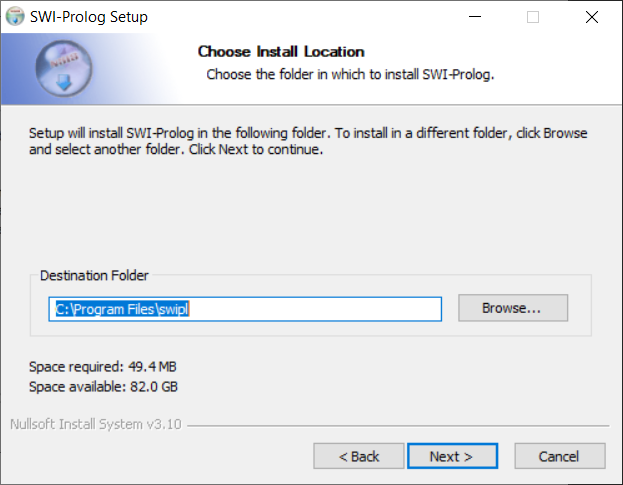 SWI-Prolog Setup
Choose Install Location
Choose the folder in which to install SWI-Prolog.
Setup will install SWI-Prolog in the following folder. To install in a different folder, click Browse
and select another folder. Click Next to continue.
Destination Folder
C:\Program Files\swipl
Browse...
Space required: 49.4 MB
Space available: 82.0 GB
Nullsoft Install System v3.10
< Back
Next >
Cancel